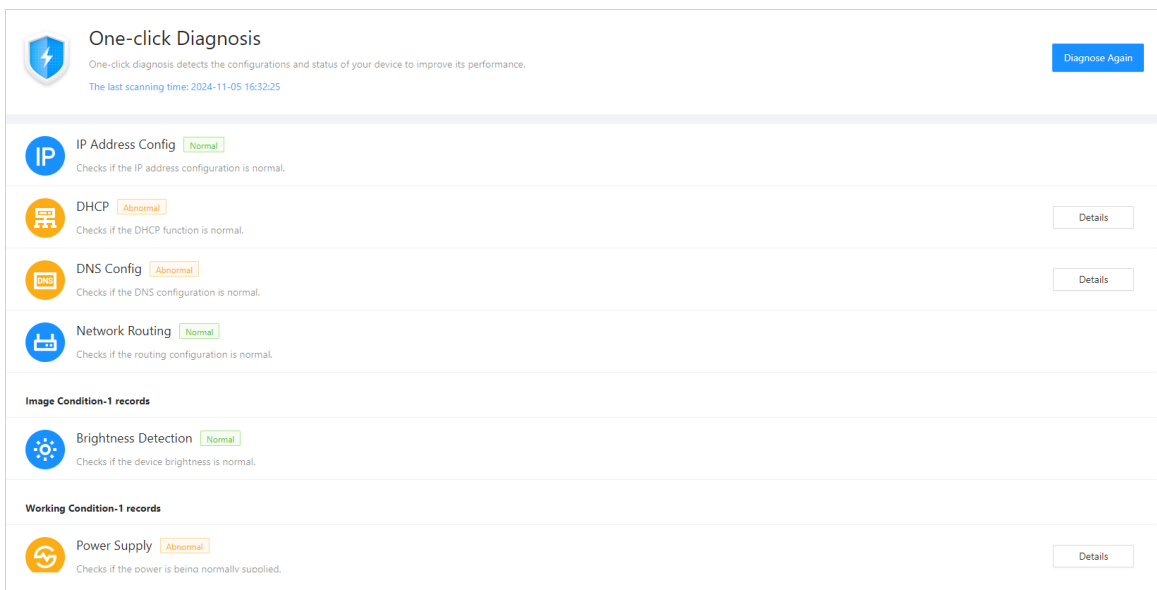 One-click Diagnosis
One-click diagnosis detects the configurations and status of your device to improve its performance.
The last scanning time: 2024-11-05 16:32:25
Diagnose Again
IP
IP Address Config Normal
Checks if the IP address configuration is normal.
DHCP Abnormal
Checks if the DHCP function is normal.
Details
DNS
DNS Config Abnormal
Checks if the DNS configuration is normal.
Details
Network Routing Normal
Checks if the routing configuration is normal.
Image Condition-1 records
Brightness Detection Normal
Checks if the device brightness is normal.
Working Condition-1 records
Power Supply Abnormal
Checks if the power is being normally supplied.
Details